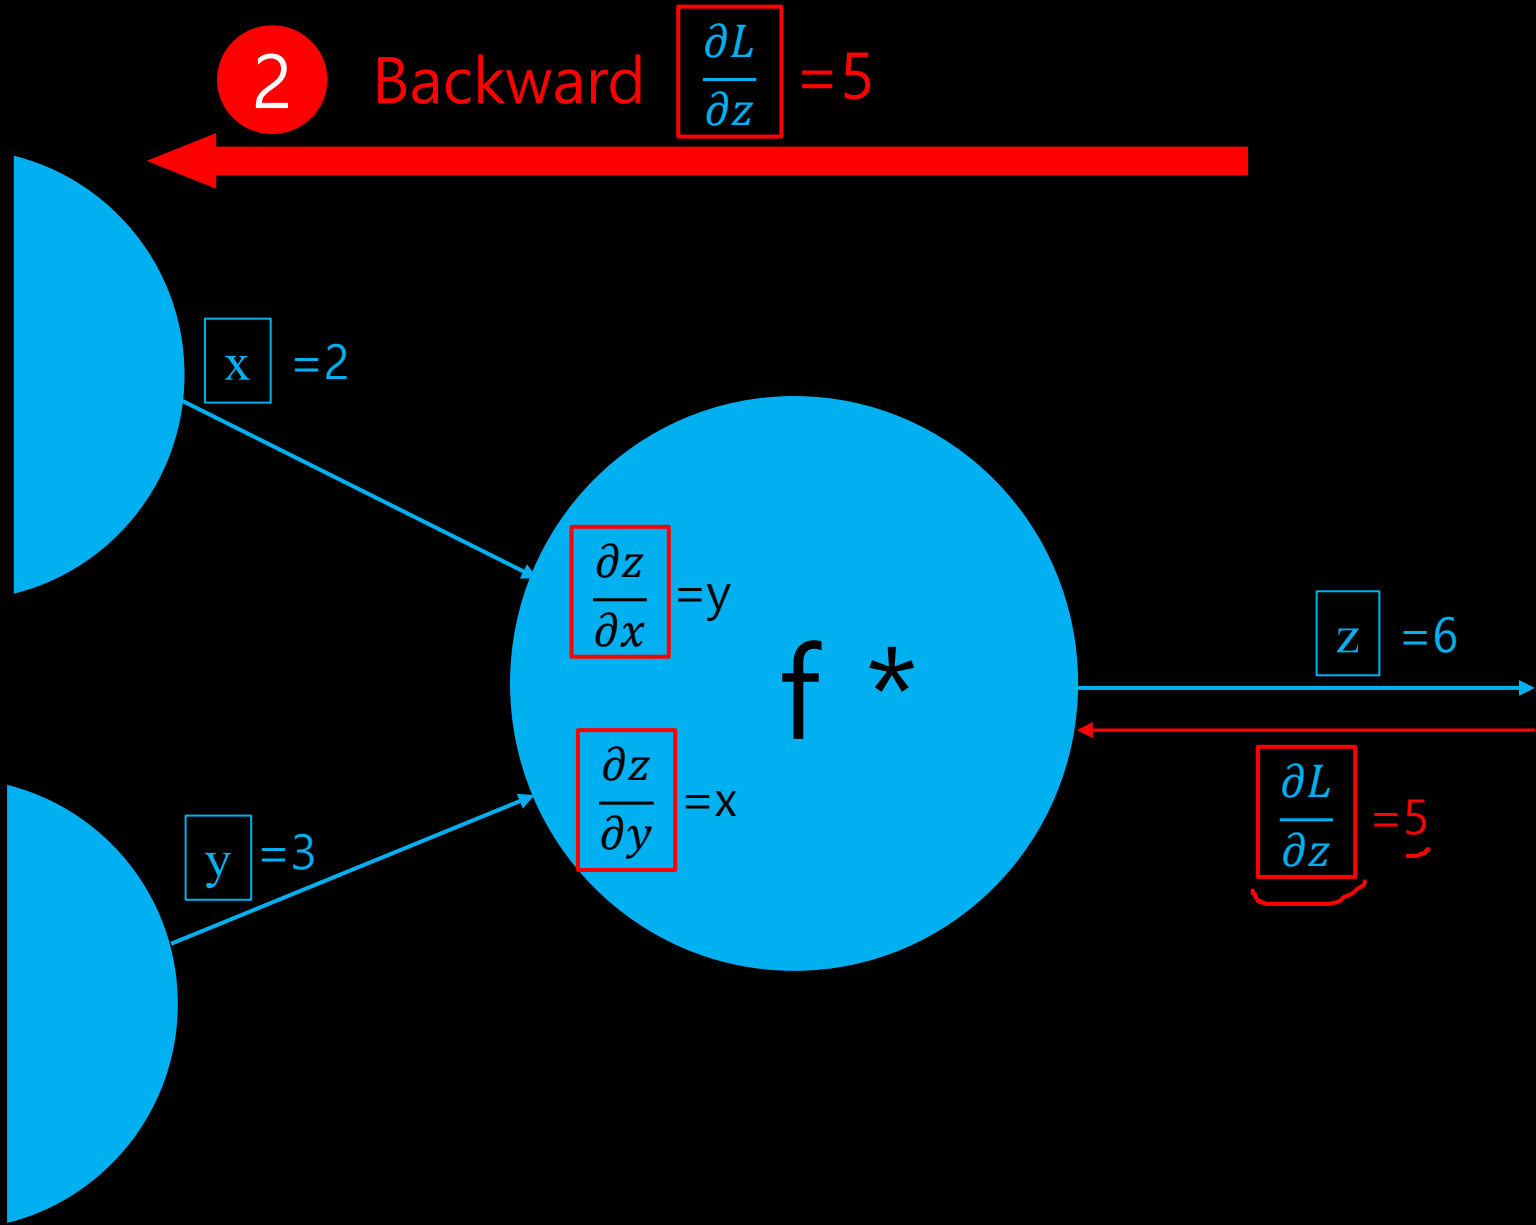 2 Backward ∂L/∂z =5
x =2
∂z/∂x =y
f *
z =6
∂z/∂y =x
y =3
∂L/∂z =5